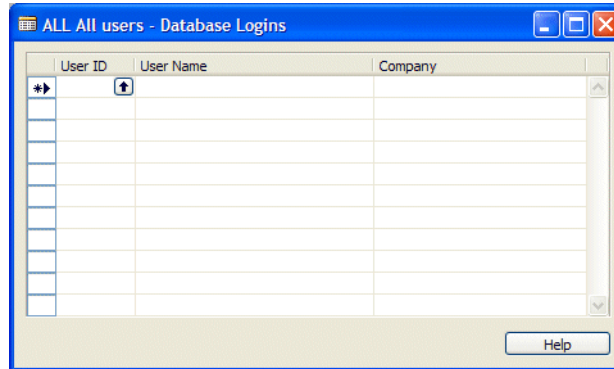 ALL All users - Database Logins
User ID User Name Company
Help